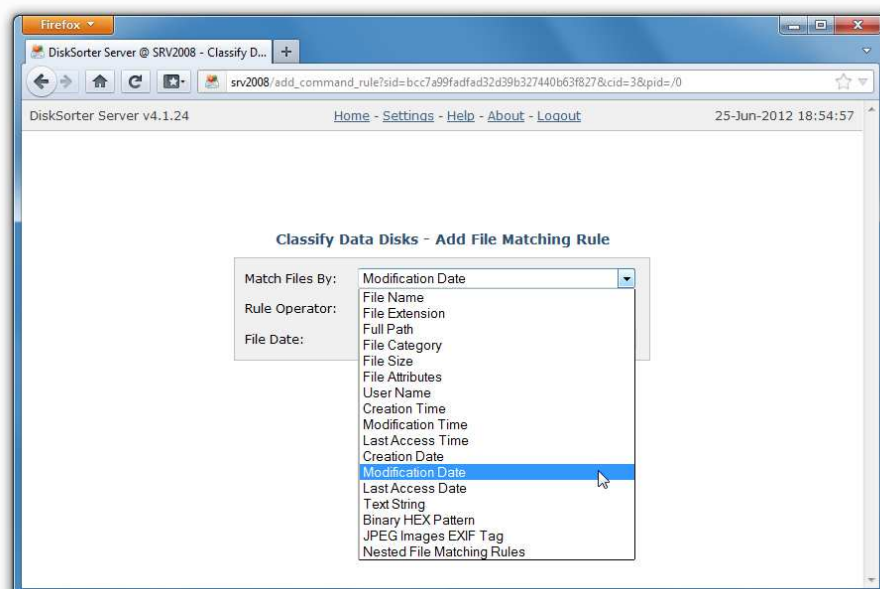 Firefox
DiskSorter Server @ SRV2008 - Classify D...
srv2008/add_command_rule?sid=bcc7a99fadfad32d39b327440b63f827&cid=3&pid=/0
DiskSorter Server v4.1.24 Home - Settings - Help - About - Logout 25-Jun-2012 18:54:57
Classify Data Disks - Add File Matching Rule
Match Files By: Modification Date
Rule Operator:
File Date:
File Name
File Extension
Full Path
File Category
File Size
File Attributes
User Name
Creation Time
Modification Time
Last Access Time
Creation Date
Modification Date
Last Access Date
Text String
Binary HEX Pattern
JPEG Images EXIF Tag
Nested File Matching Rules